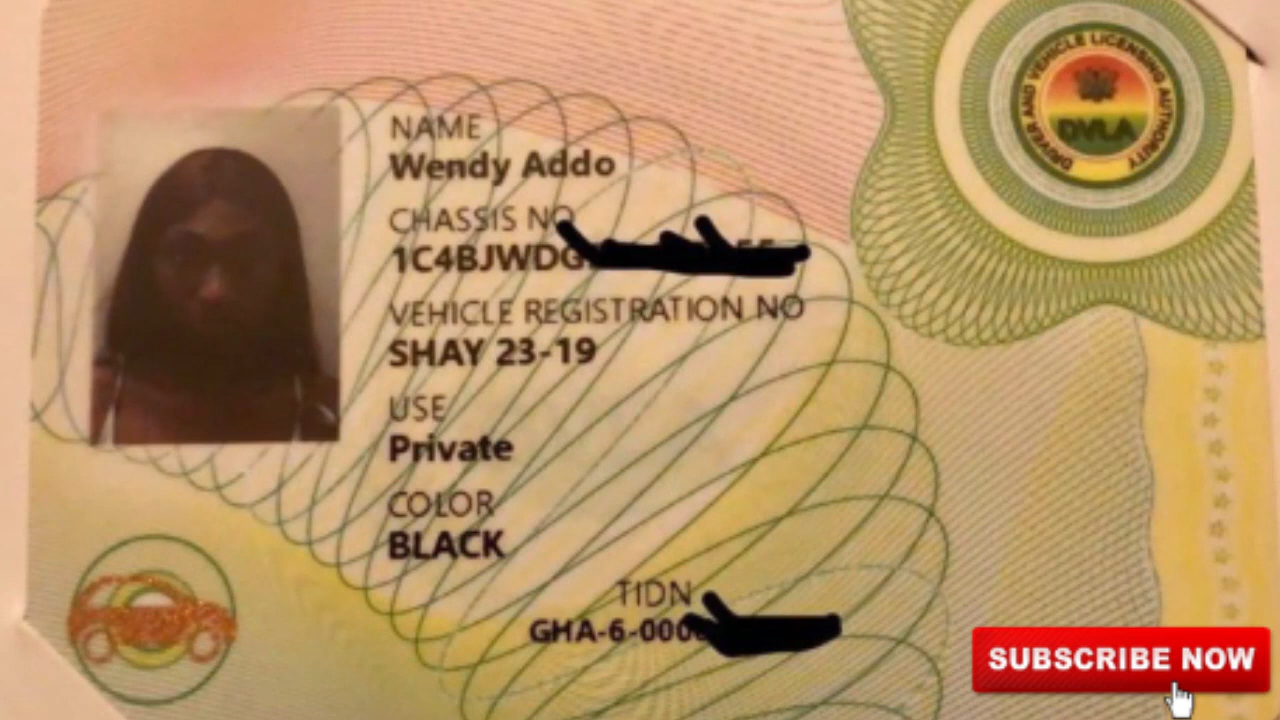 DRIVER AND VEHICLE LICENSING AUTHORITY
DVLA
NAME
Wendy Addo
CHASSIS NO
1C4BJWDG
VEHICLE REGISTRATION NO
SHAY 23-19
USE
Private
COLOR
BLACK
TIDN
GHA-6-000
SUBSCRIBE NOW